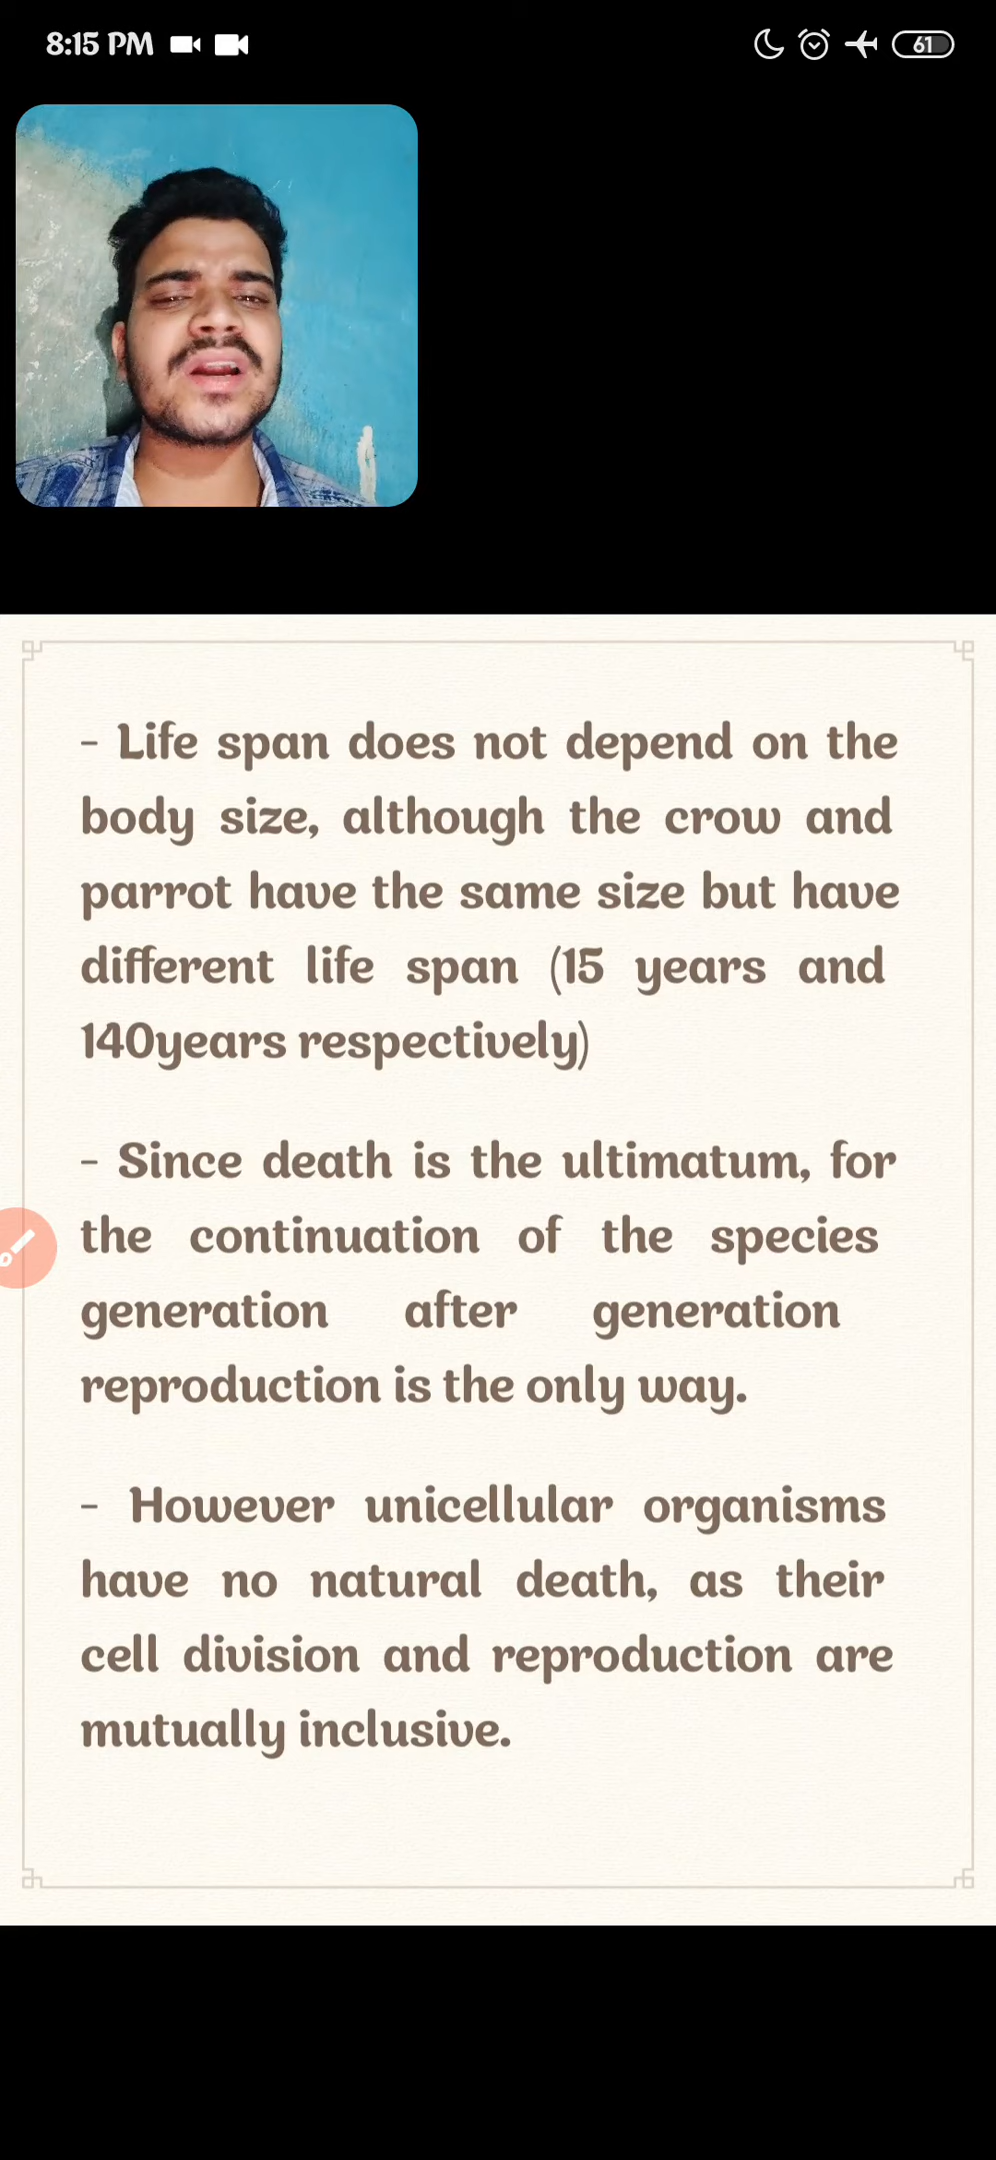 8:15 PM
61
- Life span does not depend on the
body size, although the crow and
parrot have the same size but have
different life span (15 years and
140years respectively)
- Since death is the ultimatum, for
the continuation of the species
generation after generation
reproduction is the only way.
- However unicellular organisms
have no natural death, as their
cell division and reproduction are
mutually inclusive.